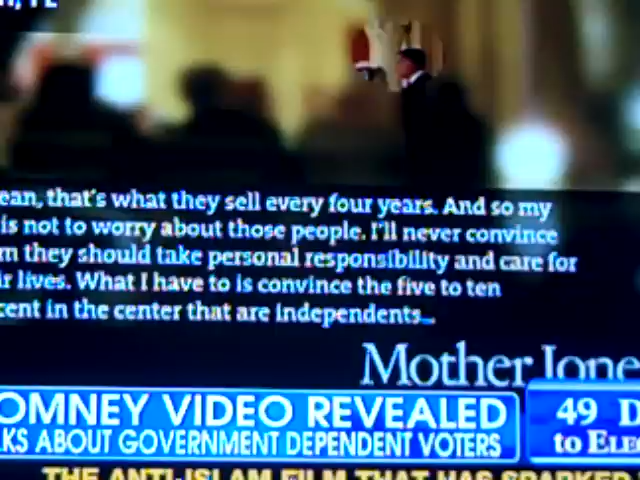 ean, that's what they sell every four years. And so my
is not to worry about those people. I'll never convince
m they should take personal responsibility and care for
ir lives. What I have to is convince the five to ten
cent in the center that are independents...
Mother Jone
OMNEY VIDEO REVEALED
49 D
LKS ABOUT GOVERNMENT DEPENDENT VOTERS
to ELE
THE ANTI-ISLAM FILM THAT HAS SPARKED